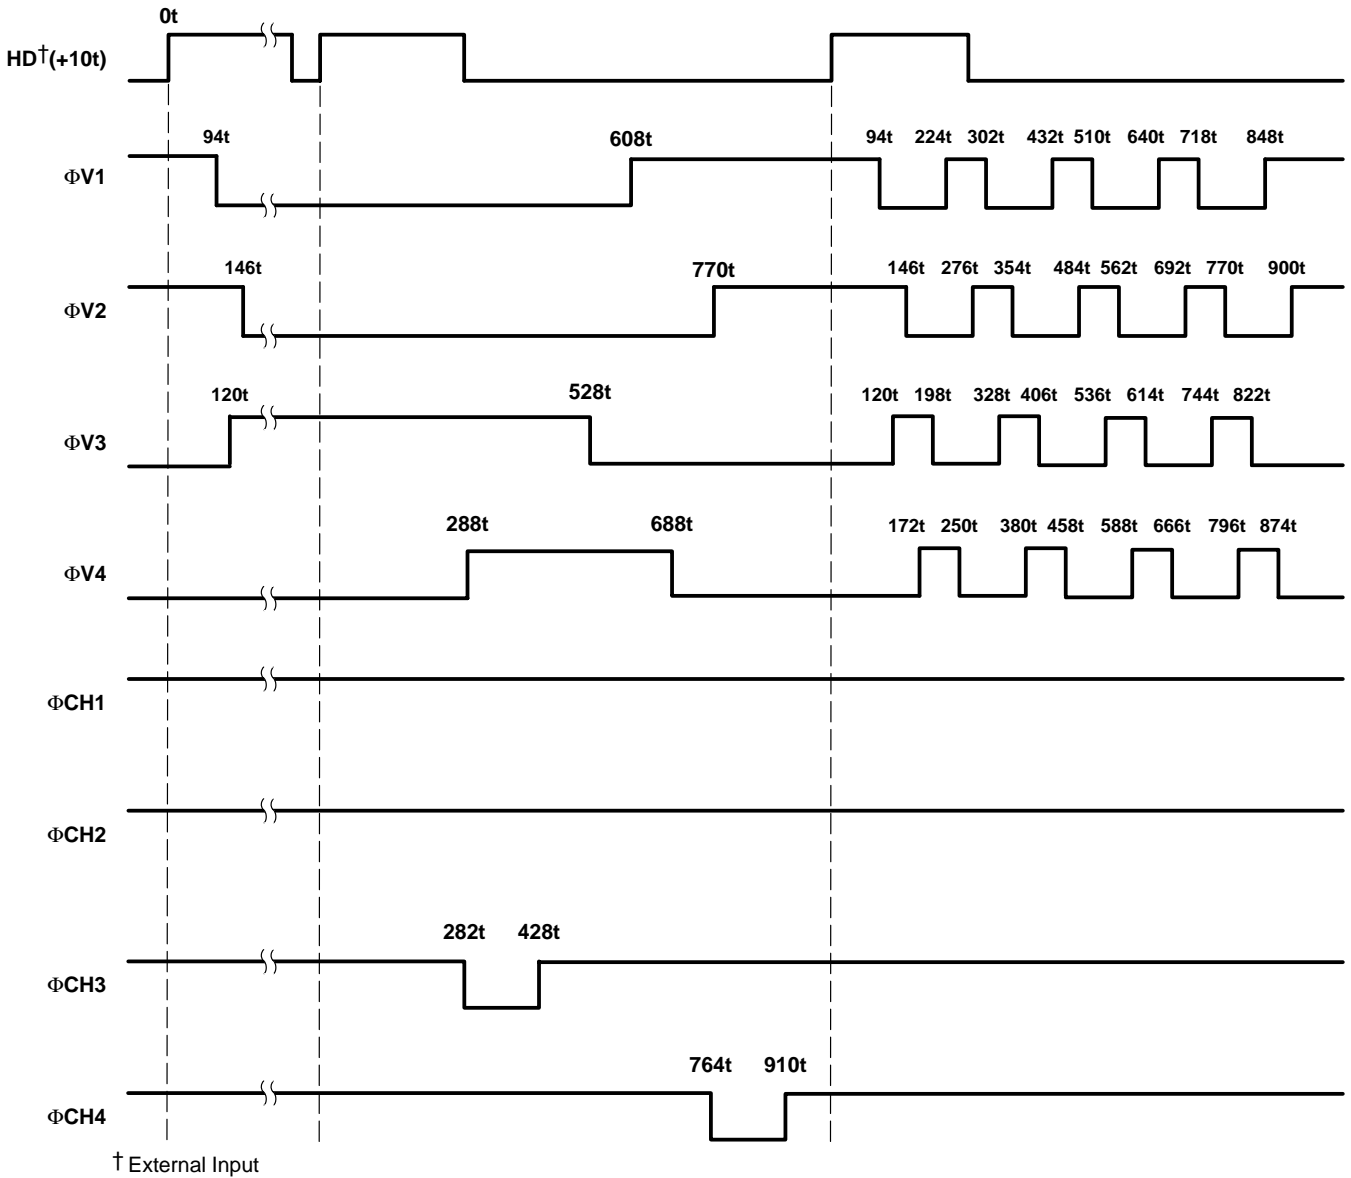 0t
HD†(+10t)
94t 608t 94t 224t 302t 432t 510t 640t 718t 848t
ΦV1
146t 770t 146t 276t 354t 484t 562t 692t 770t 900t
ΦV2
120t 528t 120t 198t 328t 406t 536t 614t 744t 822t
ΦV3
288t 688t 172t 250t 380t 458t 588t 666t 796t 874t
ΦV4
ΦCH1
ΦCH2
282t 428t
ΦCH3
764t 910t
ΦCH4
† External Input